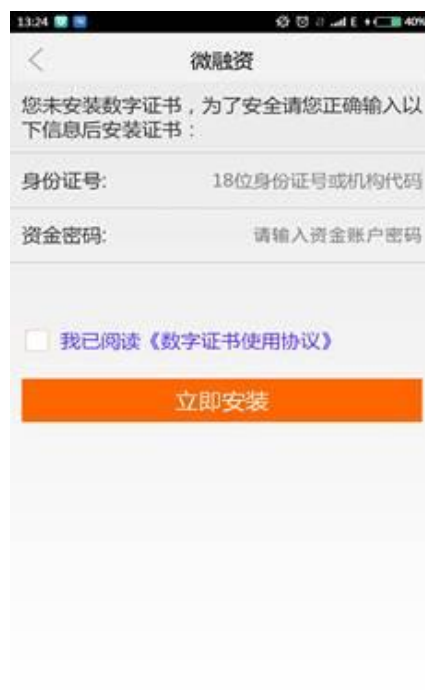 13:24 E 40%
微融资
您未安装数字证书，为了安全请您正确输入以
下信息后安装证书：
身份证号: 18位身份证号或机构代码
资金密码: 请输入资金账户密码
我已阅读《数字证书使用协议》
立即安装